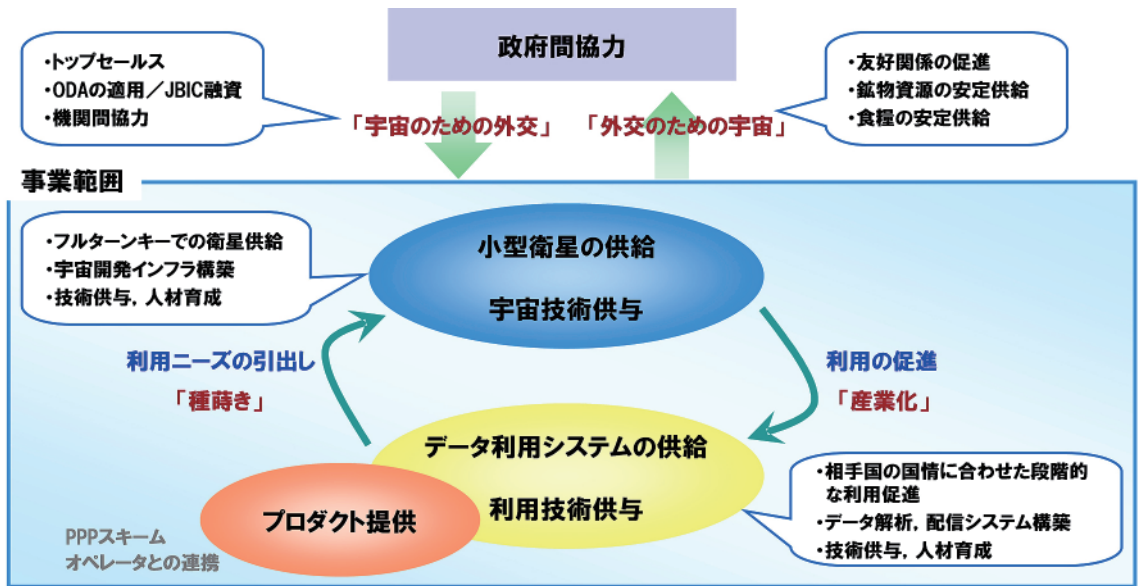 政府間協力
・トップセールス
・ODAの適用／JBIC融資
・機関間協力
・友好関係の促進
・鉱物資源の安定供給
・食糧の安定供給
「宇宙のための外交」
「外交のための宇宙」
事業範囲
・フルターンキーでの衛星供給
・宇宙開発インフラ構築
・技術供与，人材育成
小型衛星の供給
宇宙技術供与
利用ニーズの引出し
「種蒔き」
利用の促進
「産業化」
データ利用システムの供給
利用技術供与
プロダクト提供
・相手国の国情に合わせた段階的
な利用促進
・データ解析，配信システム構築
・技術供与，人材育成
PPPスキーム
オペレータとの連携